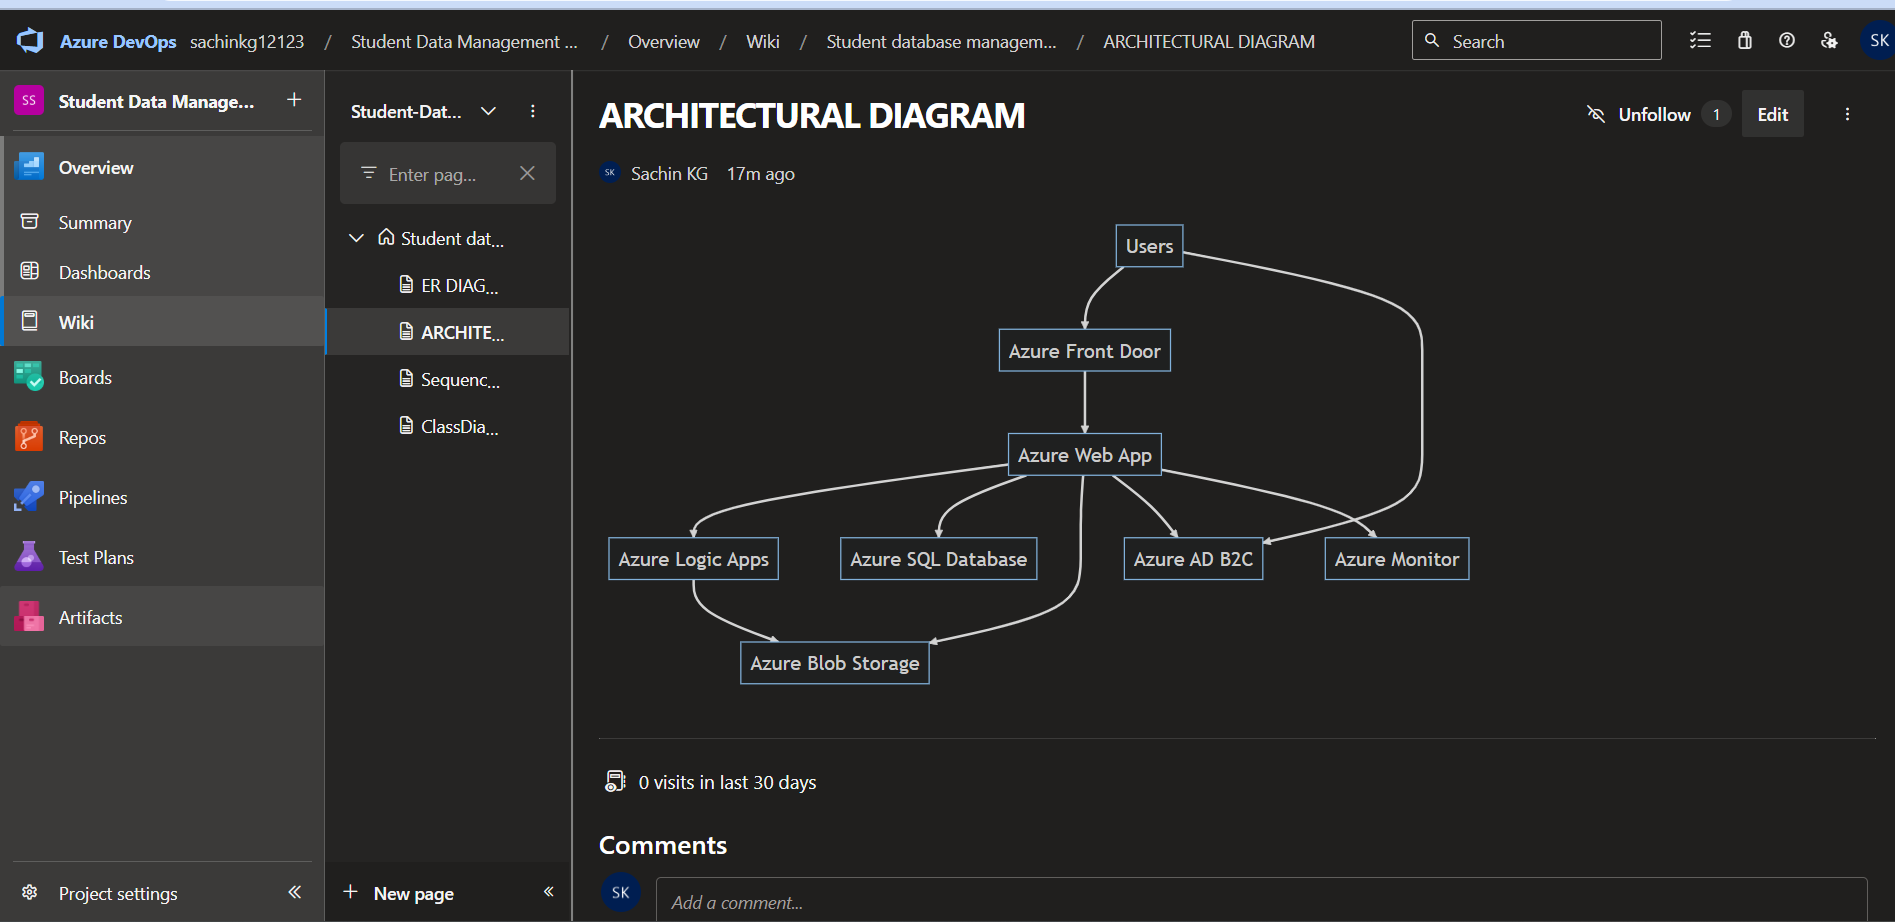 Azure DevOps sachinkg12123 / Student Data Management ... / Overview / Wiki / Student database managem... / ARCHITECTURAL DIAGRAM
Search
SK
SS Student Data Manage... +
Overview
Summary
Dashboards
Wiki
Boards
Repos
Pipelines
Test Plans
Artifacts
Project settings
Student-Dat...
Enter pag...
Student dat...
ER DIAG...
ARCHITE...
Sequenc...
ClassDia...
+ New page
ARCHITECTURAL DIAGRAM
Unfollow 1
Edit
SK Sachin KG 17m ago
Users
Azure Front Door
Azure Web App
Azure Logic Apps
Azure SQL Database
Azure AD B2C
Azure Monitor
Azure Blob Storage
0 visits in last 30 days
Comments
SK
Add a comment...